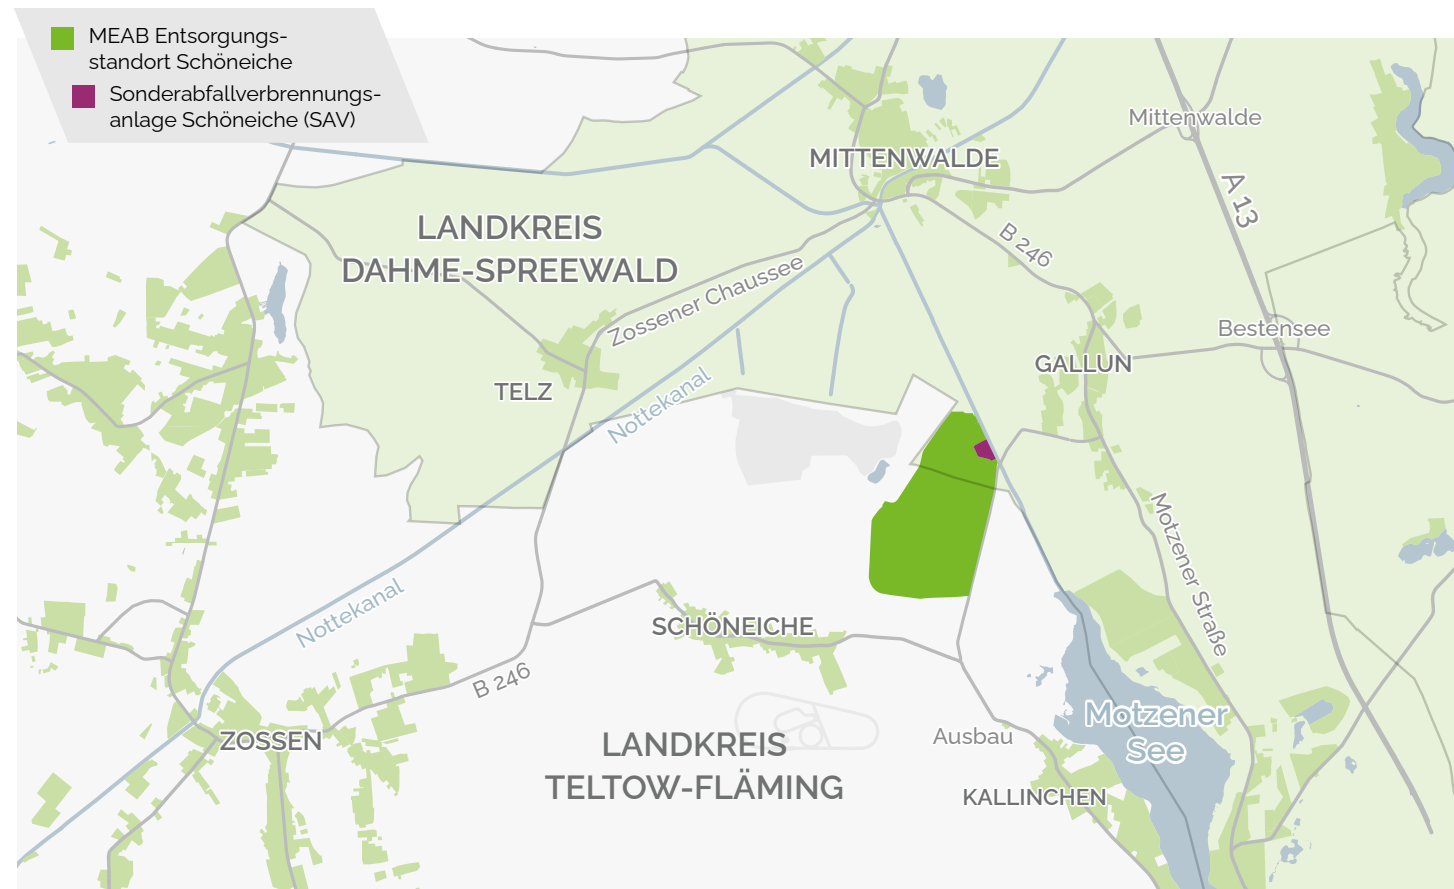 MEAB Entsorgungs-
standort Schöneiche
Sonderabfallverbrennungs-
anlage Schöneiche (SAV)
Mittenwalde
MITTENWALDE
A 13
LANDKREIS
DAHME-SPREEWALD
B 246
Zossener Chaussee
Bestensee
GALLUN
TELZ
Nottekanal
Motzener Straße
Nottekanal
SCHÖNEICHE
B 246
Motzener
See
ZOSSEN
LANDKREIS
TELTOW-FLÄMING
Ausbau
KALLINCHEN